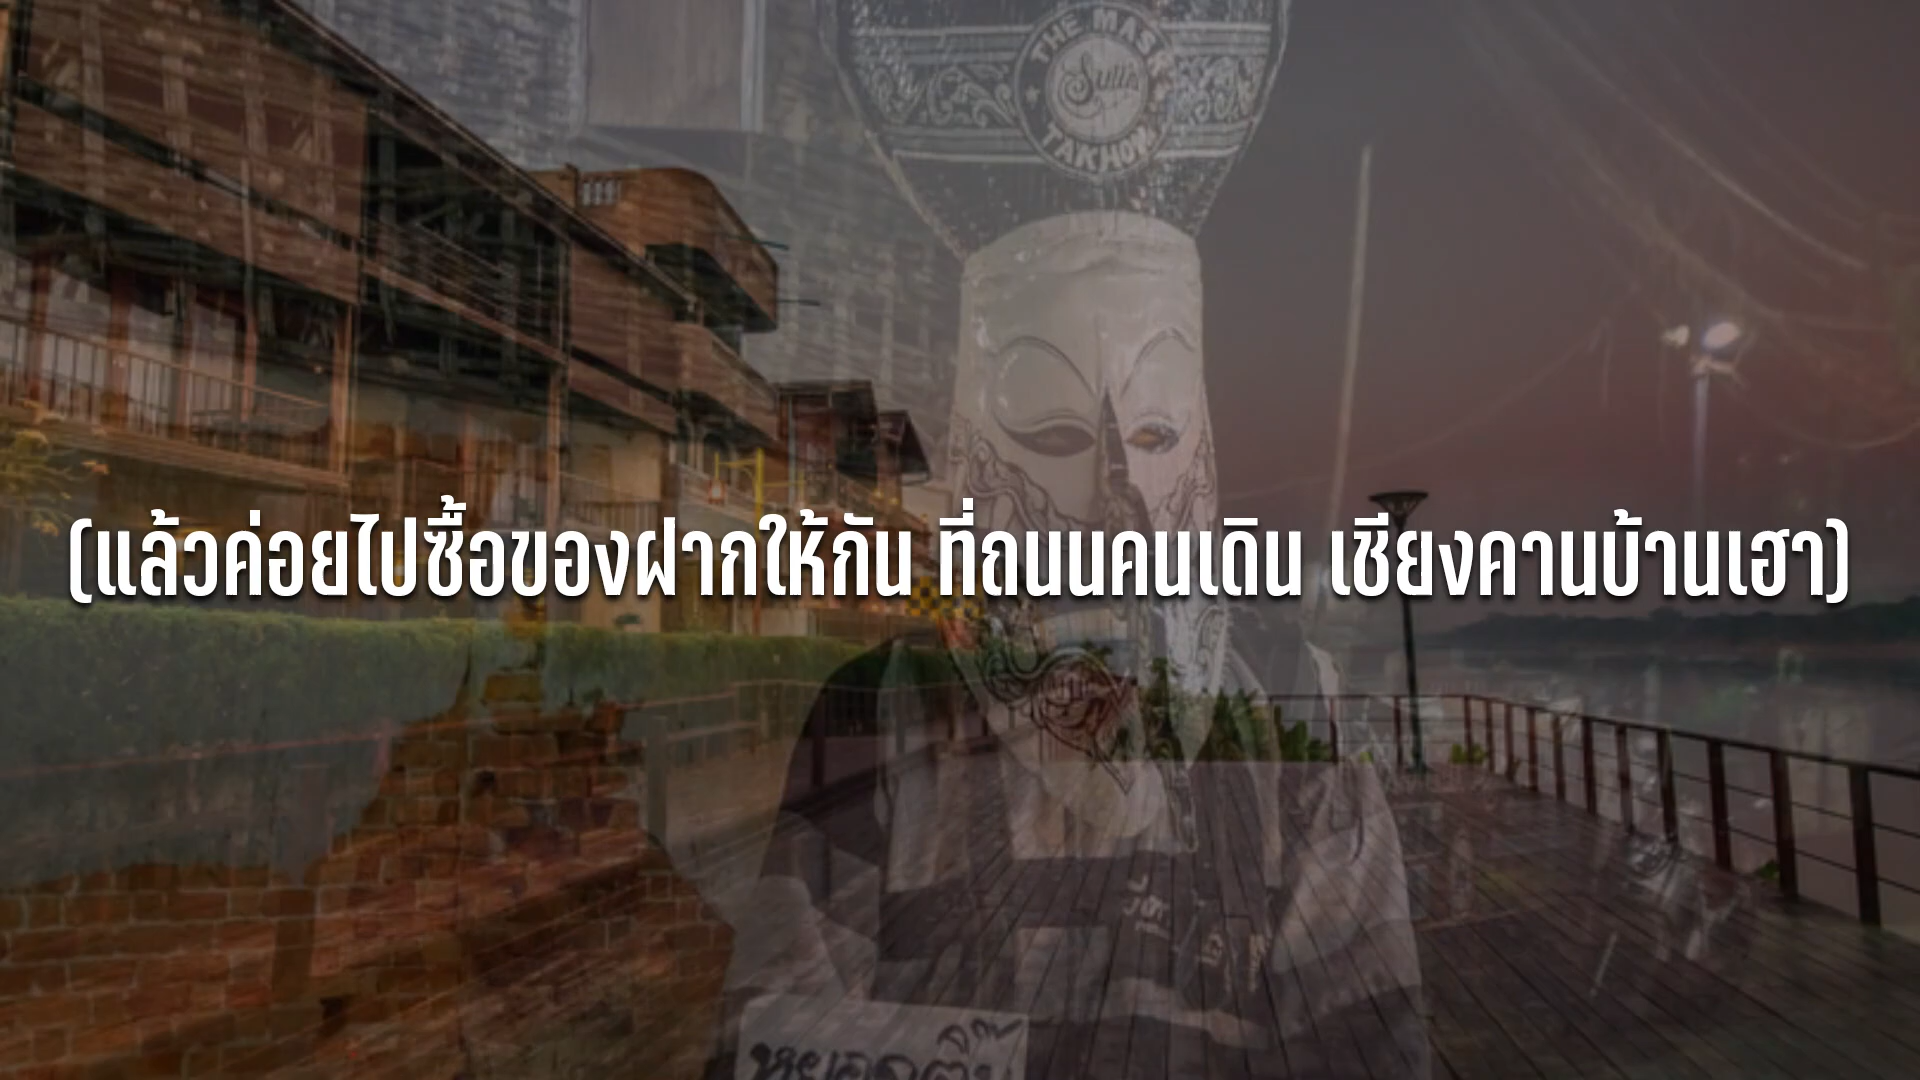 THE MAS
TAKHON
(แล้วค่อยไปซื้อของฝากให้กัน ที่ถนนคนเดิน เชียงคานบ้านเฮา)